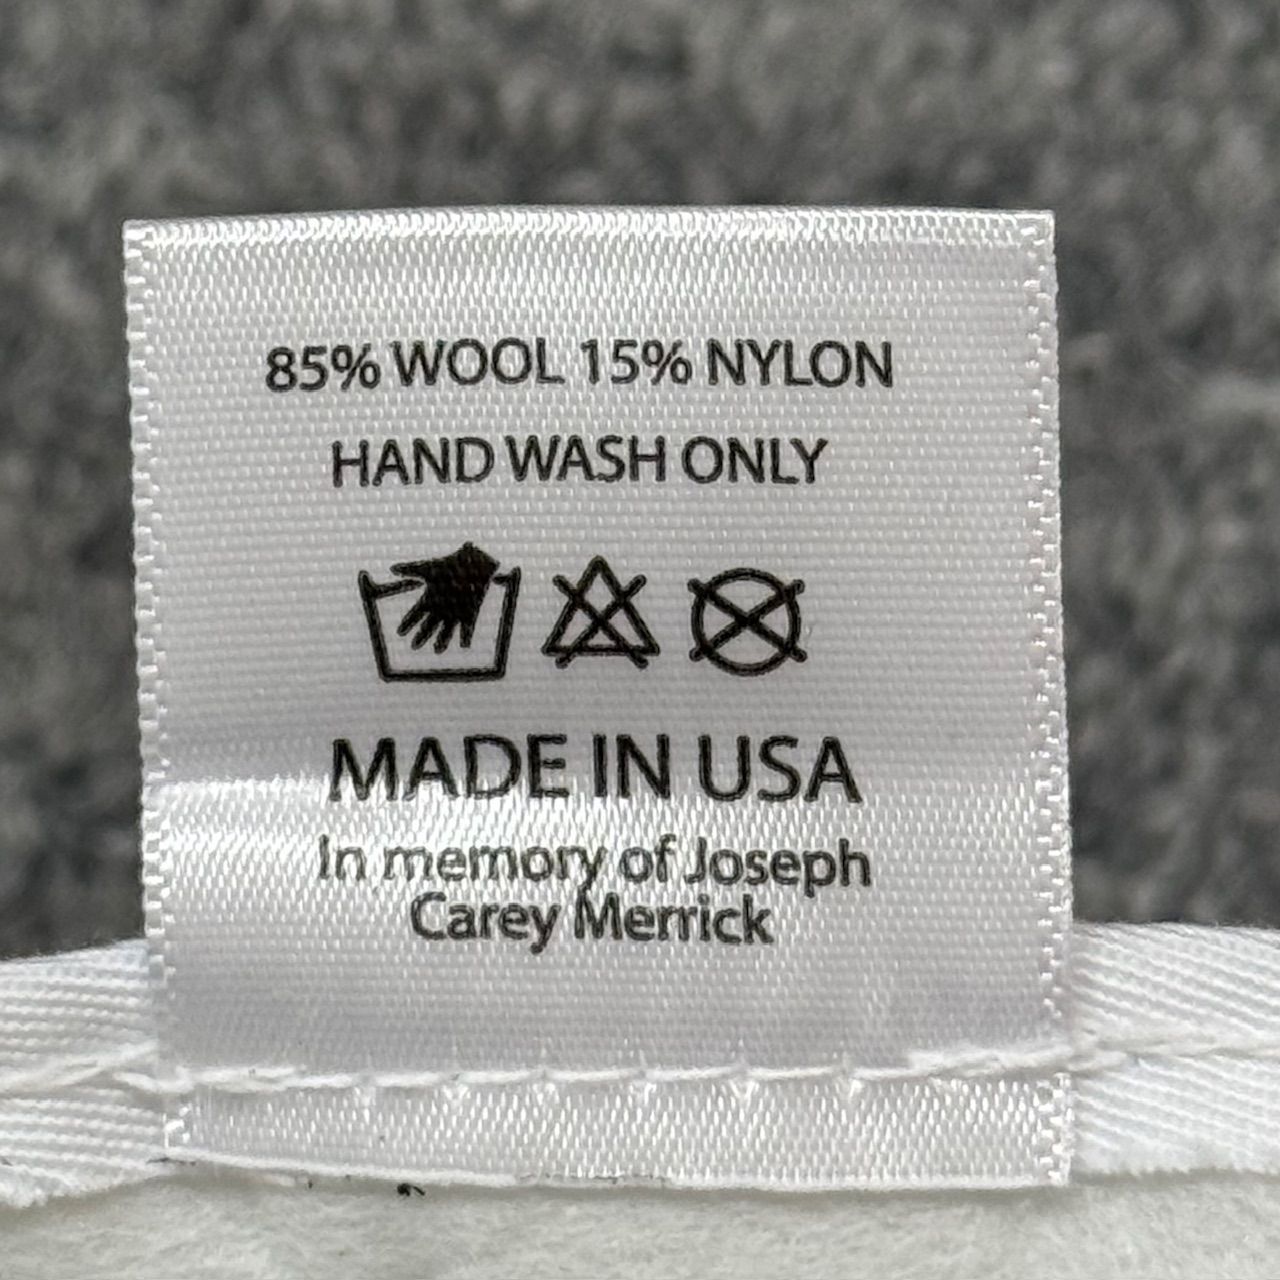 85% WOOL 15% NYLON
HAND WASH ONLY
MADE IN USA
In memory of Joseph
Carey Merrick